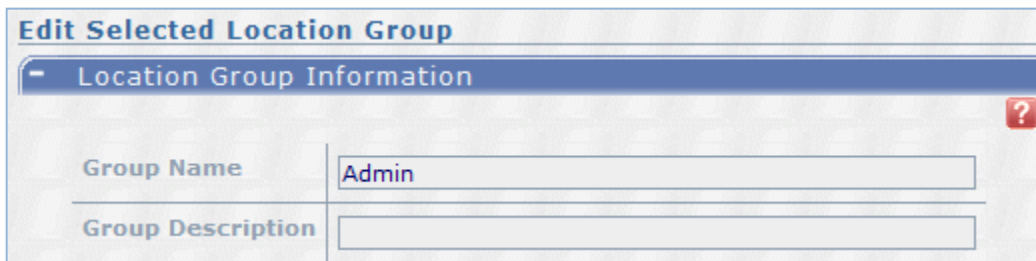 Edit Selected Location Group
- Location Group Information
?
Group Name Admin
Group Description